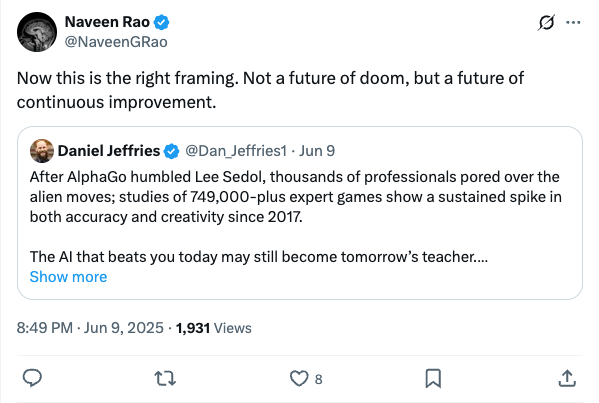 Naveen Rao
@NaveenGRao
Now this is the right framing. Not a future of doom, but a future of
continuous improvement.
Daniel Jeffries @Dan_Jeffries1 · Jun 9
After AlphaGo humbled Lee Sedol, thousands of professionals pored over the
alien moves; studies of 749,000-plus expert games show a sustained spike in
both accuracy and creativity since 2017.
The AI that beats you today may still become tomorrow’s teacher....
Show more
8:49 PM · Jun 9, 2025 · 1,931 Views
8